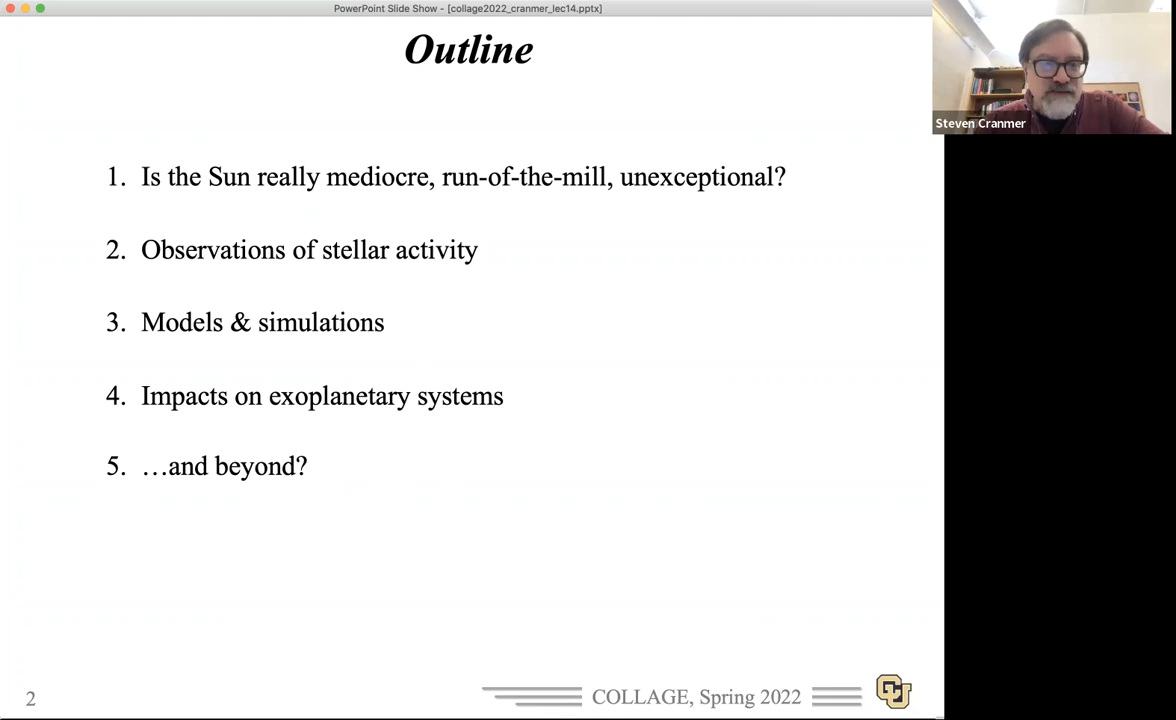 PowerPoint Slide Show - [collage2022_cranmer_lec14.pptx]
Outline
Steven Cranmer
1. Is the Sun really mediocre, run-of-the-mill, unexceptional?
2. Observations of stellar activity
3. Models & simulations
4. Impacts on exoplanetary systems
5. …and beyond?
2
COLLAGE, Spring 2022
CU